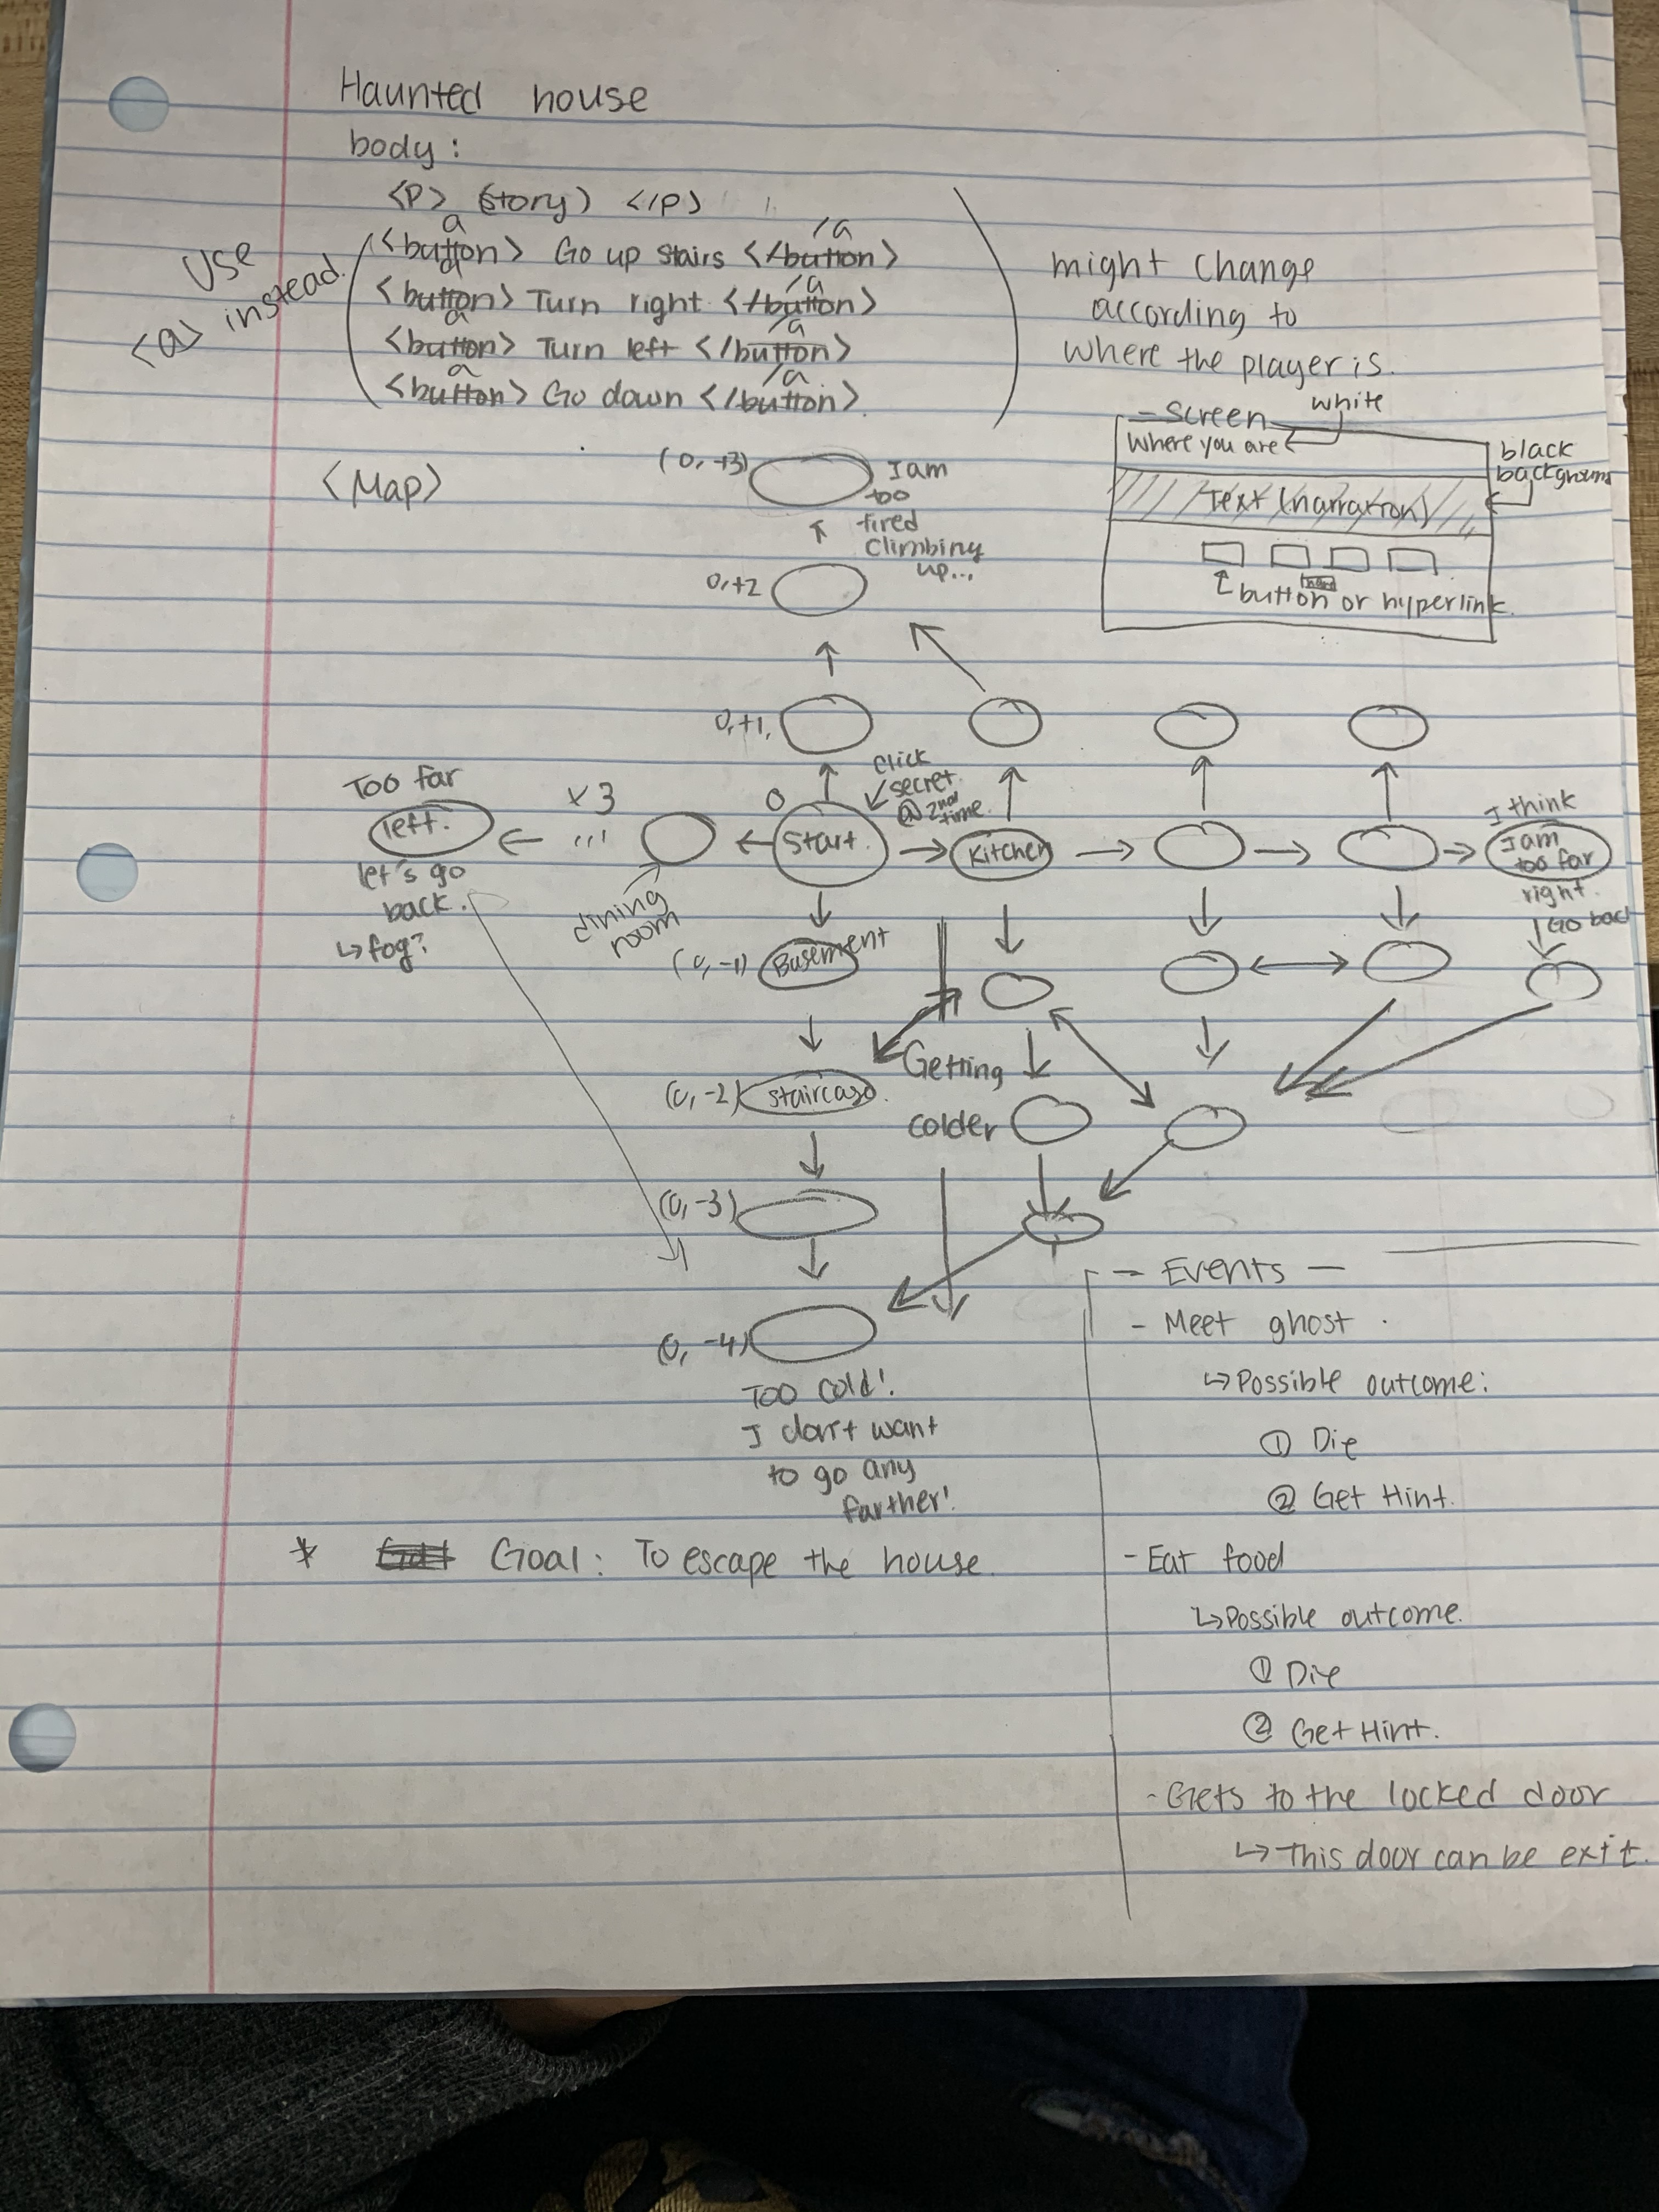 Haunted house
body:
<P> (story) </P>
Use
<a> instead.
<button> a Go up stairs </button> /a
<button> a Turn right </button> /a
<button> a Turn left </button> /a
<button> a Go down </button> /a
might change
according to
where the player is.
- Screen
white
Where you are
black
background
Text (narration)
button or hyperlink.
<Map>
(0, +3)
I am
too
tired
climbing
up...
0,+2
0,+1,
click
secret
@ 2nd
time.
Too far
left.
let's go
back.
↳ fog?
x 3
...
dining
room
0
Start.
Kitchen
I think
I am
too far
right.
Go back
(0, -1)
Basement
(0, -2)
staircase.
Getting
colder
(0, -3)
(0, -4)
Too cold!
I don't want
to go any
farther!
* Goal: To escape the house.
- Events -
- Meet ghost.
↳ Possible outcome:
① Die
② Get Hint.
- Eat food
↳ Possible outcome.
① Die
② Get Hint.
- Gets to the locked door
↳ This door can be exit.